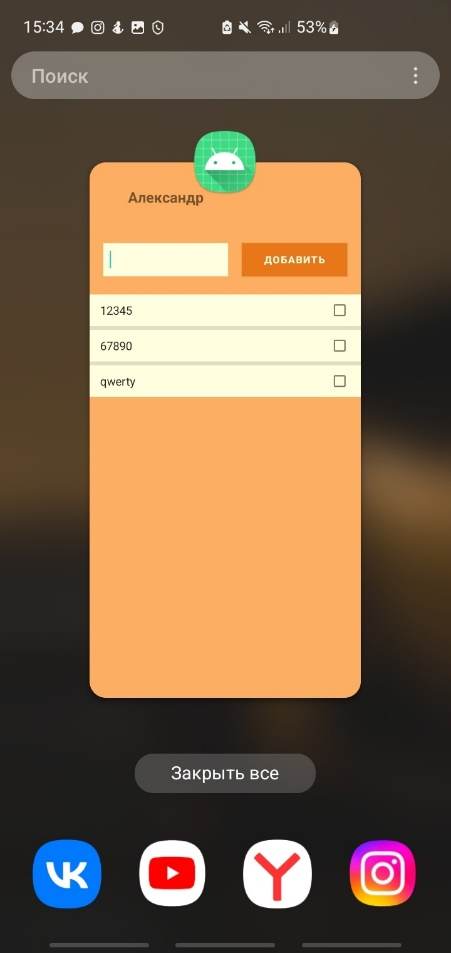 15:34 53%
Поиск
Александр
ДОБАВИТЬ
12345
67890
qwerty
Закрыть все